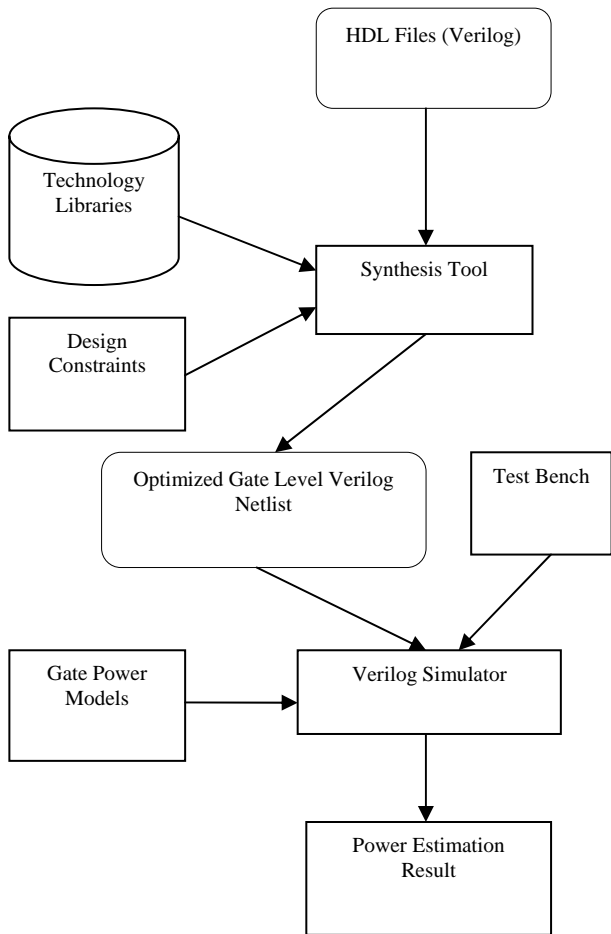 HDL Files (Verilog)
Technology
Libraries
Synthesis Tool
Design
Constraints
Optimized Gate Level Verilog
Netlist
Test Bench
Gate Power
Models
Verilog Simulator
Power Estimation
Result